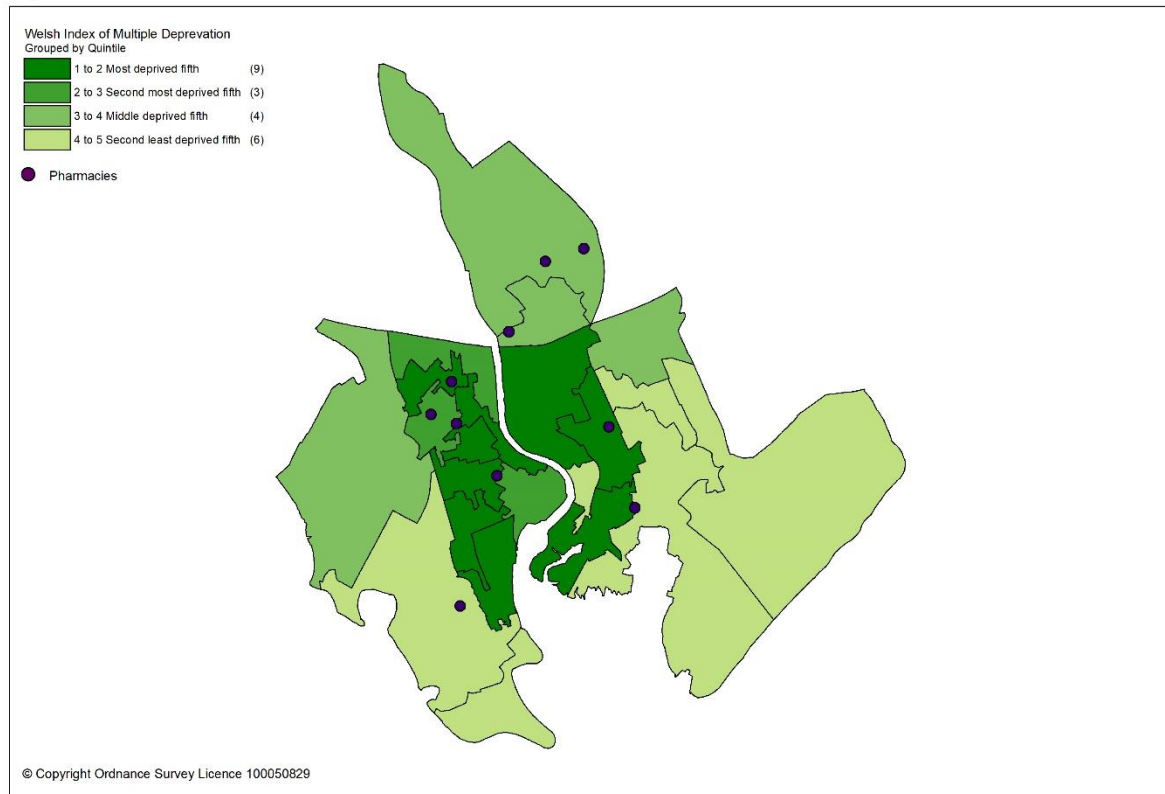 Welsh Index of Multiple Deprevation
Grouped by Quintile
1 to 2 Most deprived fifth (9)
2 to 3 Second most deprived fifth (3)
3 to 4 Middle deprived fifth (4)
4 to 5 Second least deprived fifth (6)
Pharmacies
© Copyright Ordnance Survey Licence 100050829